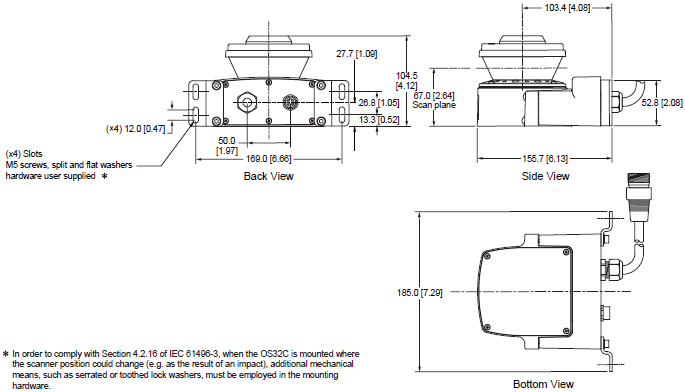 103.4 [4.08]
27.7 [1.09]
104.5
[4.12]
67.0 [2.64]
Scan plane
26.8 [1.05]
52.8 [2.08]
(×4) 12.0 [0.47]
13.3 [0.52]
50.0
[1.97]
(x4) Slots
M5 screws, split and flat washers
hardware user supplied *
169.0 [6.66]
155.7 [6.13]
Back View
Side View
185.0 [7.29]
* In order to comply with Section 4.2.16 of IEC 61496-3, when the OS32C is mounted where
the scanner position could change (e.g. as the result of an impact), additional mechanical
means, such as serrated or toothed lock washers, must be employed in the mounting
hardware.
Bottom View